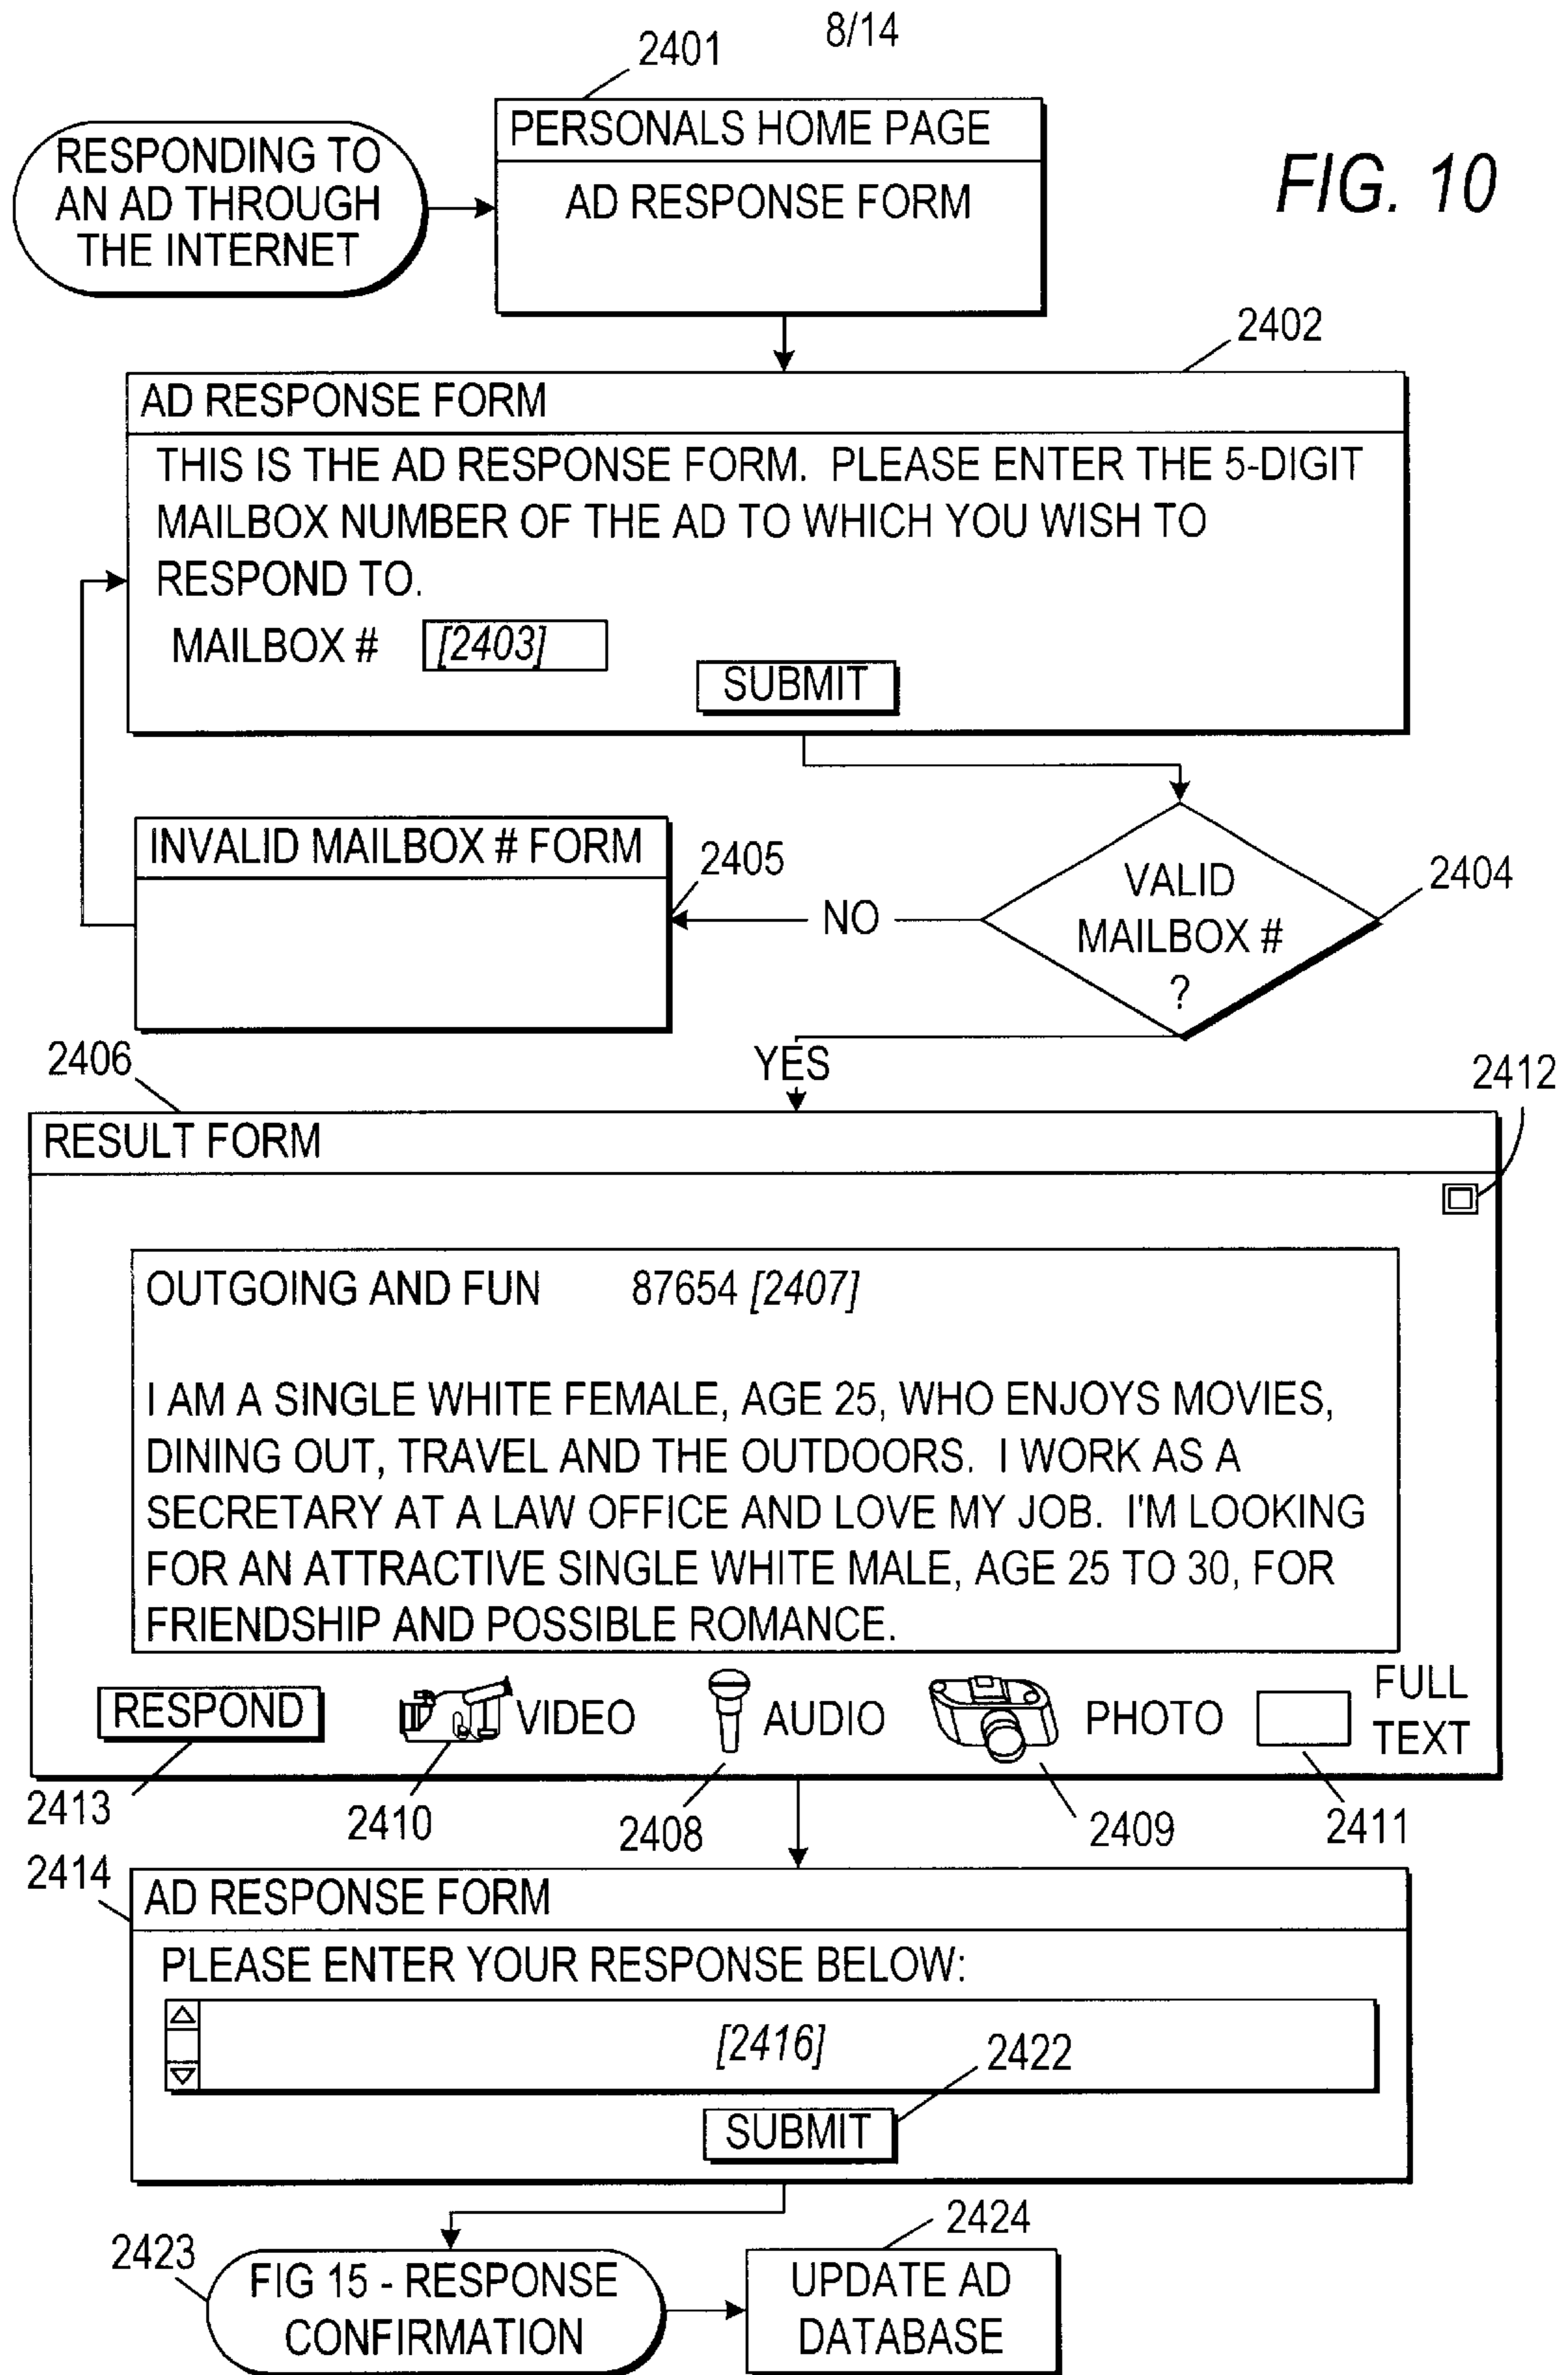 8/14
2401
FIG. 10
RESPONDING TO
AN AD THROUGH
THE INTERNET
PERSONALS HOME PAGE
AD RESPONSE FORM
2402
AD RESPONSE FORM
THIS IS THE AD RESPONSE FORM. PLEASE ENTER THE 5-DIGIT
MAILBOX NUMBER OF THE AD TO WHICH YOU WISH TO
RESPOND TO.
MAILBOX # [2403]
SUBMIT
INVALID MAILBOX # FORM
2405
NO
VALID
MAILBOX #
?
2404
YES
2406
2412
RESULT FORM
OUTGOING AND FUN 87654 [2407]
I AM A SINGLE WHITE FEMALE, AGE 25, WHO ENJOYS MOVIES,
DINING OUT, TRAVEL AND THE OUTDOORS. I WORK AS A
SECRETARY AT A LAW OFFICE AND LOVE MY JOB. I'M LOOKING
FOR AN ATTRACTIVE SINGLE WHITE MALE, AGE 25 TO 30, FOR
FRIENDSHIP AND POSSIBLE ROMANCE.
RESPOND
VIDEO
AUDIO
PHOTO
FULL
TEXT
2413
2410
2408
2409
2411
2414
AD RESPONSE FORM
PLEASE ENTER YOUR RESPONSE BELOW:
[2416]
2422
SUBMIT
2423
FIG 15 - RESPONSE
CONFIRMATION
2424
UPDATE AD
DATABASE